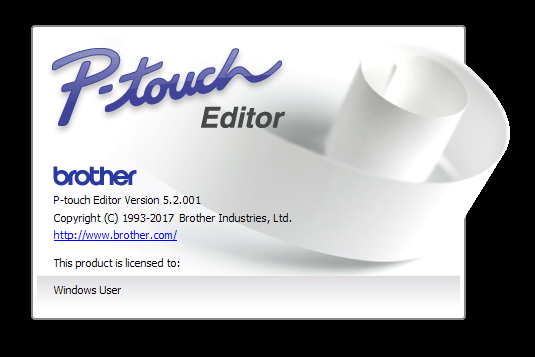 P-touch
Editor
brother
P-touch Editor Version 5.2.001
Copyright (C) 1993-2017 Brother Industries, Ltd.
http://www.brother.com/
This product is licensed to:
Windows User